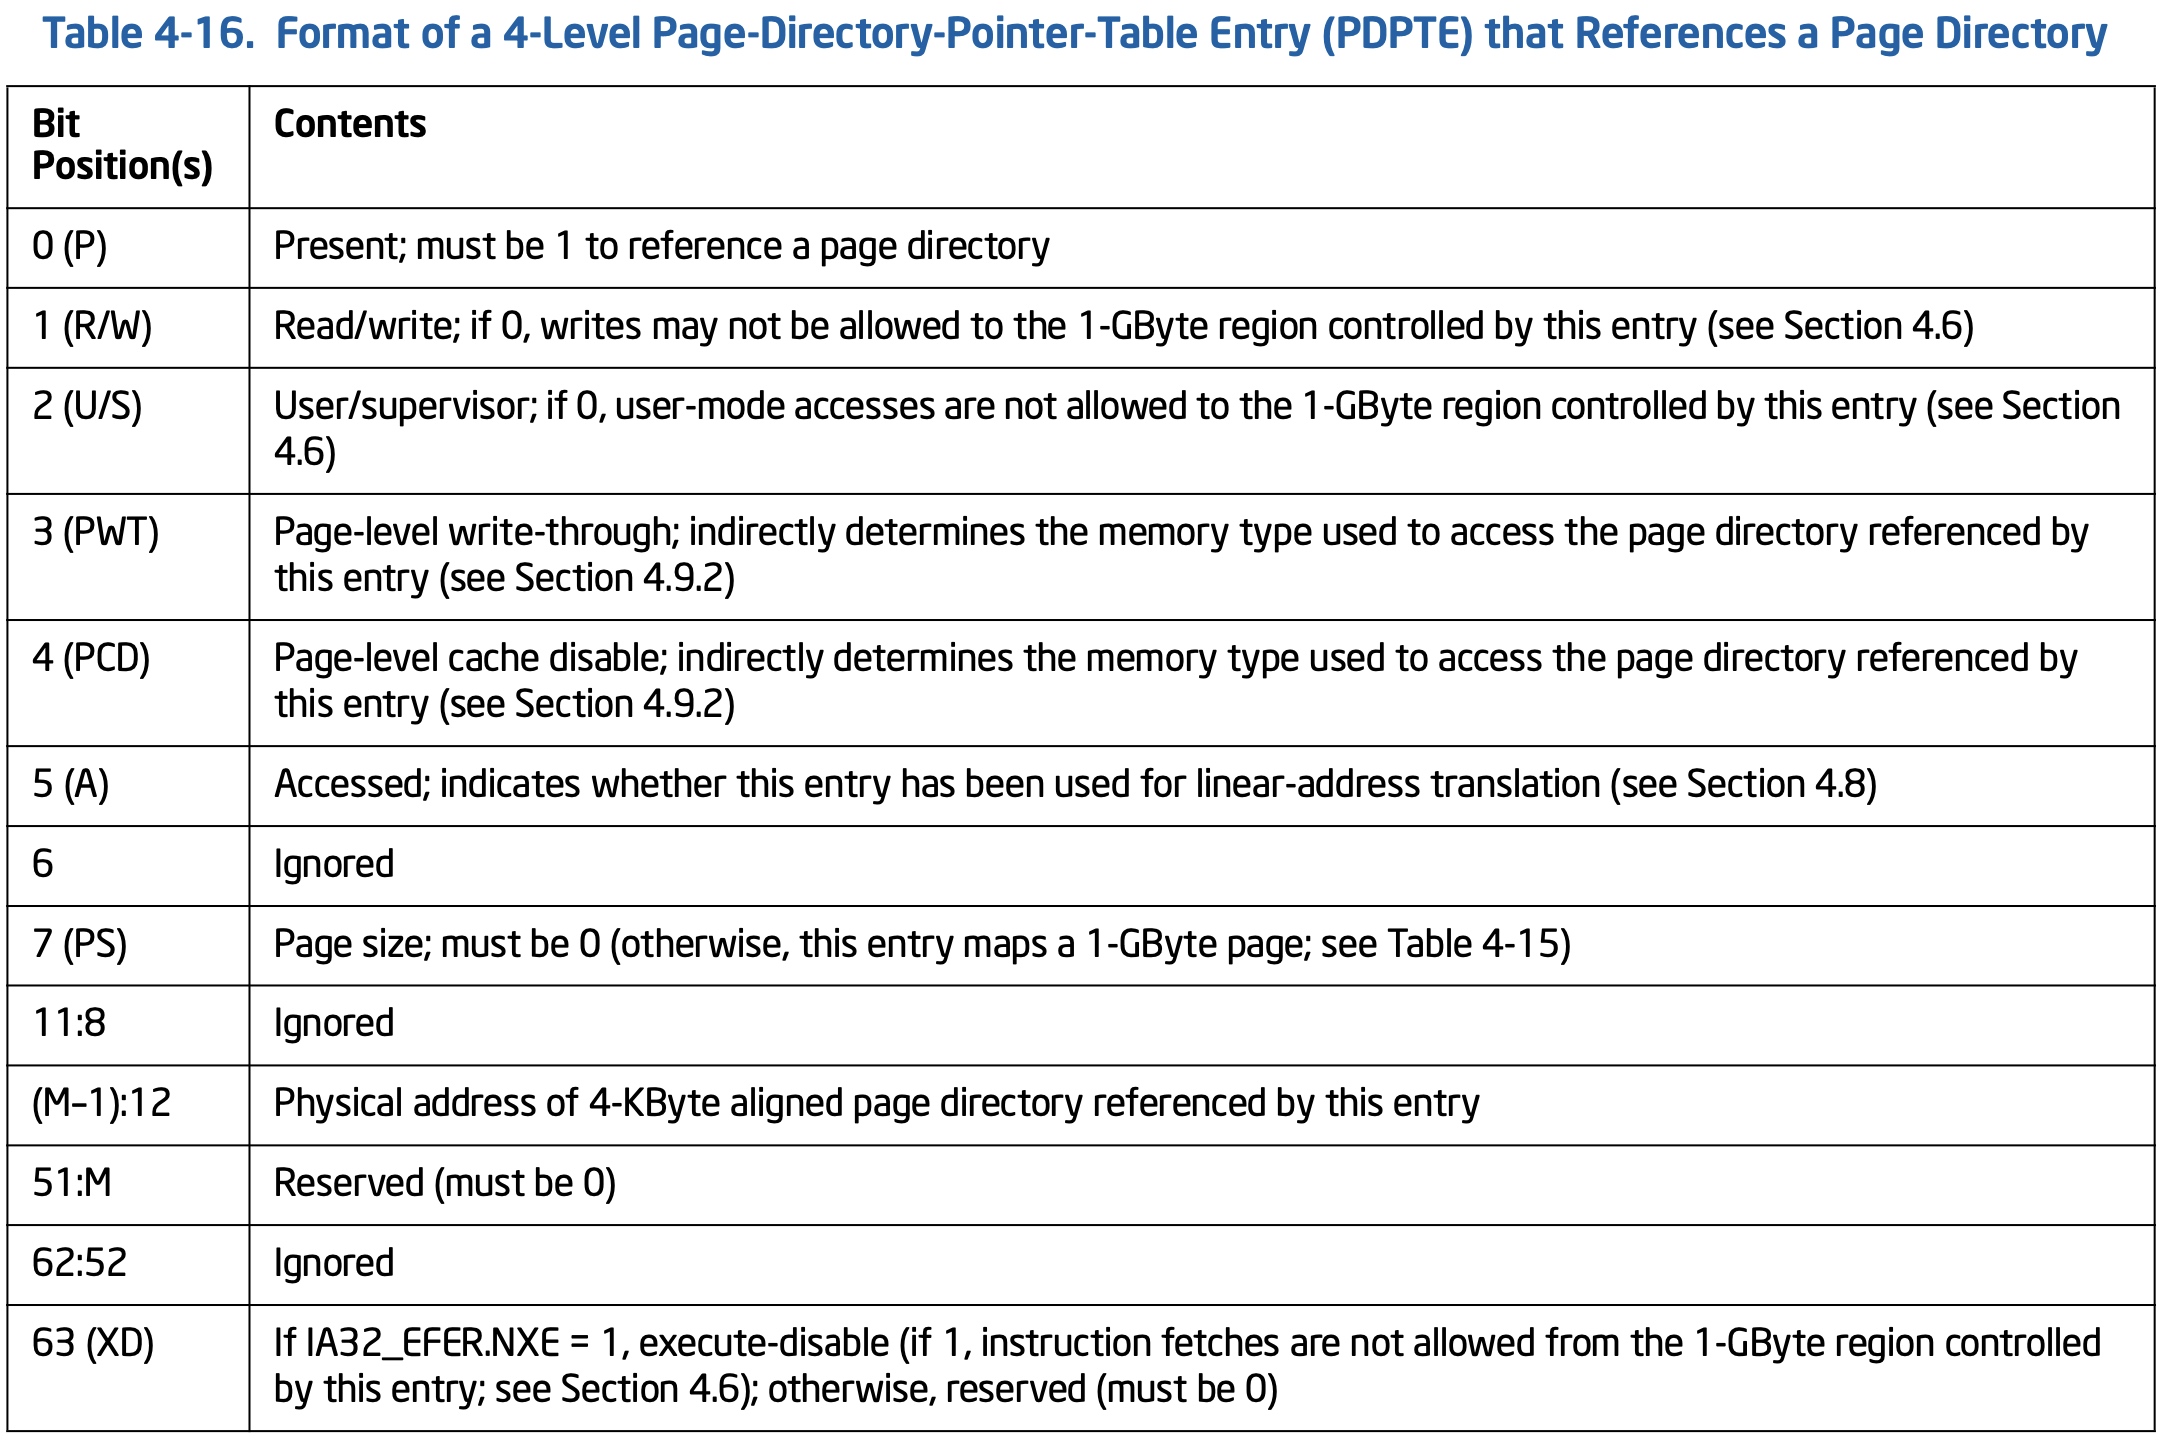 Table 4-16. Format of a 4-Level Page-Directory-Pointer-Table Entry (PDPTE) that References a Page Directory
Bit
Position(s)
Contents
0 (P)
Present; must be 1 to reference a page directory
1 (R/W)
Read/write; if 0, writes may not be allowed to the 1-GByte region controlled by this entry (see Section 4.6)
2 (U/S)
User/supervisor; if 0, user-mode accesses are not allowed to the 1-GByte region controlled by this entry (see Section
4.6)
3 (PWT)
Page-level write-through; indirectly determines the memory type used to access the page directory referenced by
this entry (see Section 4.9.2)
4 (PCD)
Page-level cache disable; indirectly determines the memory type used to access the page directory referenced by
this entry (see Section 4.9.2)
5 (A)
Accessed; indicates whether this entry has been used for linear-address translation (see Section 4.8)
6
Ignored
7 (PS)
Page size; must be 0 (otherwise, this entry maps a 1-GByte page; see Table 4-15)
11:8
Ignored
(M–1):12
Physical address of 4-KByte aligned page directory referenced by this entry
51:M
Reserved (must be 0)
62:52
Ignored
63 (XD)
If IA32_EFER.NXE = 1, execute-disable (if 1, instruction fetches are not allowed from the 1-GByte region controlled
by this entry; see Section 4.6); otherwise, reserved (must be 0)